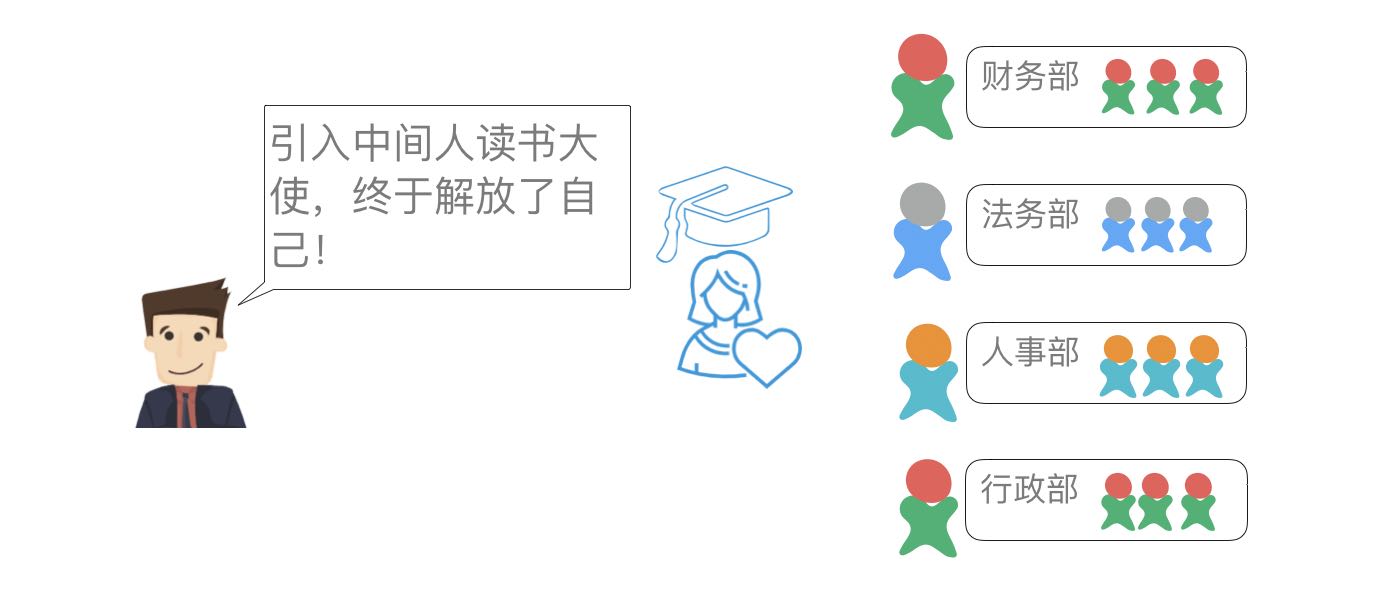 引入中间人读书大
使，终于解放了自
己！
财务部
法务部
人事部
行政部